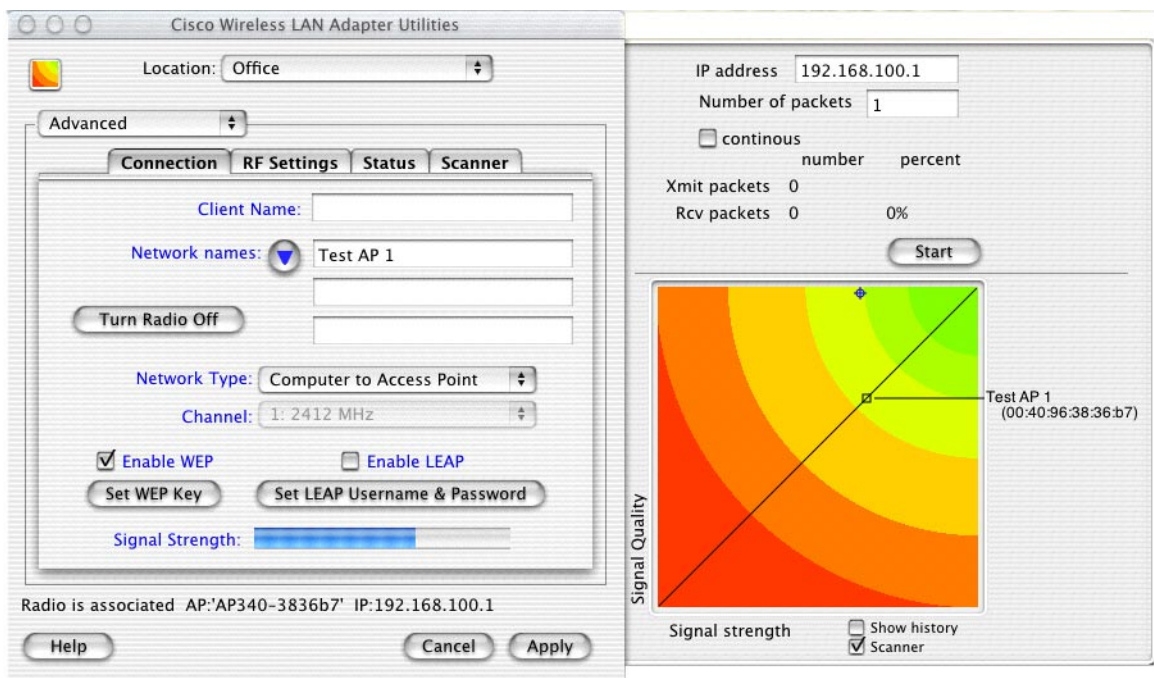 Cisco Wireless LAN Adapter Utilities
Location: Office
Advanced
Connection RF Settings Status Scanner
Client Name:
Network names: Test AP 1
Turn Radio Off
Network Type: Computer to Access Point
Channel: 1: 2412 MHz
Enable WEP Enable LEAP
Set WEP Key Set LEAP Username & Password
Signal Strength:
Radio is associated AP:'AP340-3836b7' IP:192.168.100.1
Help Cancel Apply
IP address 192.168.100.1
Number of packets 1
continous
number percent
Xmit packets 0
Rcv packets 0 0%
Start
Test AP 1
(00:40:96:38:36:b7)
Signal Quality
Signal strength
Show history
Scanner